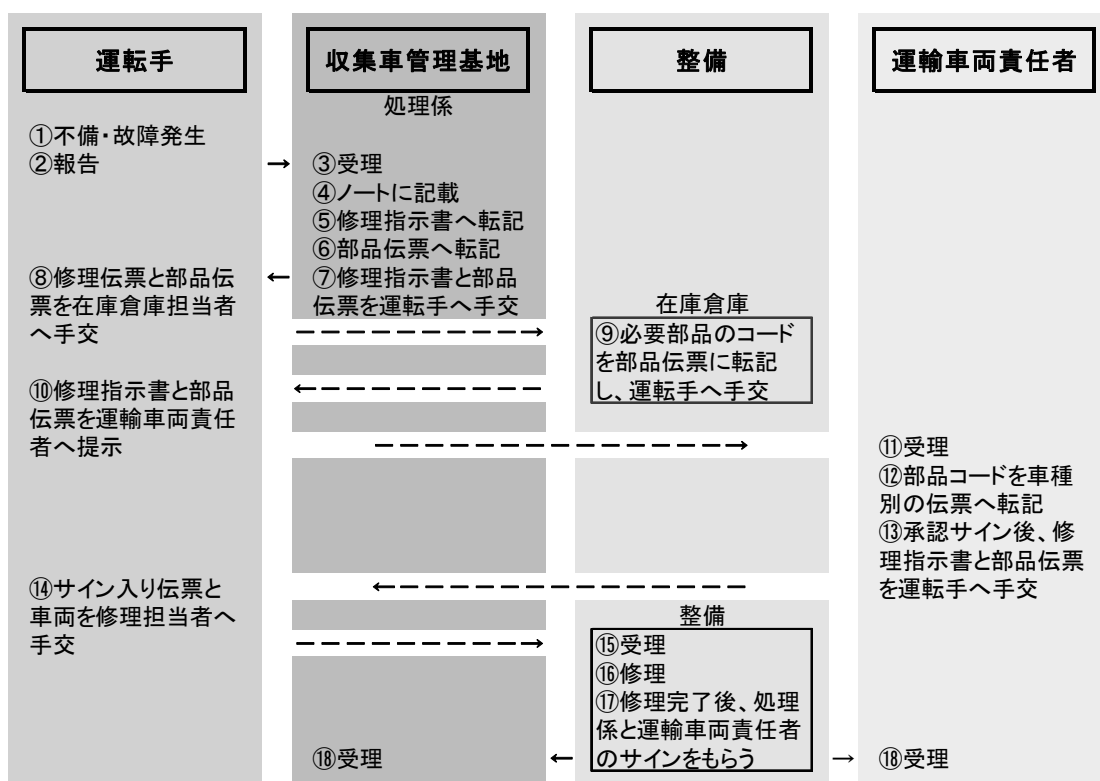 運転手
収集車管理基地
整備
運輸車両責任者
処理係
①不備・故障発生
②報告
→
③受理
④ノートに記載
⑤修理指示書へ転記
⑥部品伝票へ転記
⑦修理指示書と部品
伝票を運転手へ手交
←
⑧修理伝票と部品伝
票を在庫倉庫担当者
へ手交
在庫倉庫
⑨必要部品のコード
を部品伝票に転記
し、運転手へ手交
⑩修理指示書と部品
伝票を運輸車両責任
者へ提示
⑪受理
⑫部品コードを車種
別の伝票へ転記
⑬承認サイン後、修
理指示書と部品伝票
を運転手へ手交
⑭サイン入り伝票と
車両を修理担当者へ
手交
整備
⑮受理
⑯修理
⑰修理完了後、処理
係と運輸車両責任者
のサインをもらう
⑱受理
←
→
⑱受理